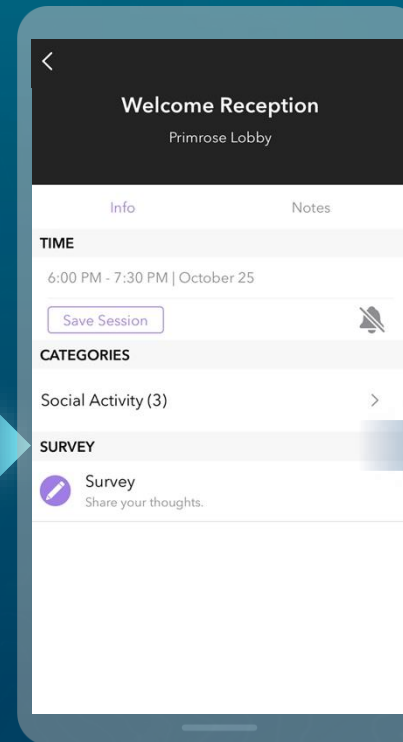 Welcome Reception
Primrose Lobby
Info Notes
TIME
6:00 PM - 7:30 PM | October 25
Save Session
CATEGORIES
Social Activity (3)
SURVEY
Survey
Share your thoughts.